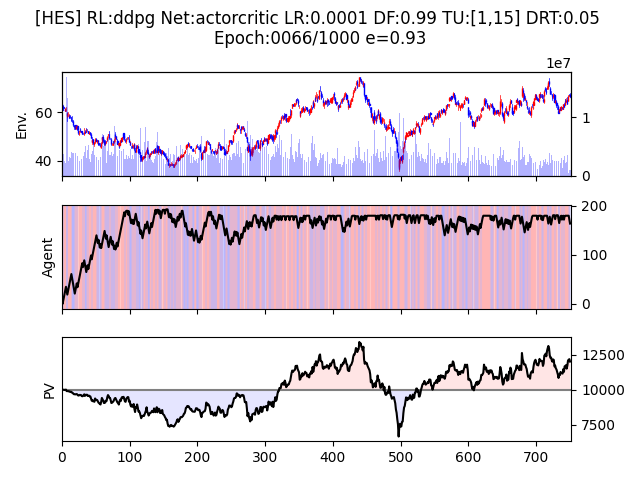 [HES] RL:ddpg Net:actorcritic LR:0.0001 DF:0.99 TU:[1,15] DRT:0.05
Epoch:0066/1000 e=0.93
1e7
Env.
60
40
1
0
Agent
200
100
0
PV
12500
10000
7500
0 100 200 300 400 500 600 700